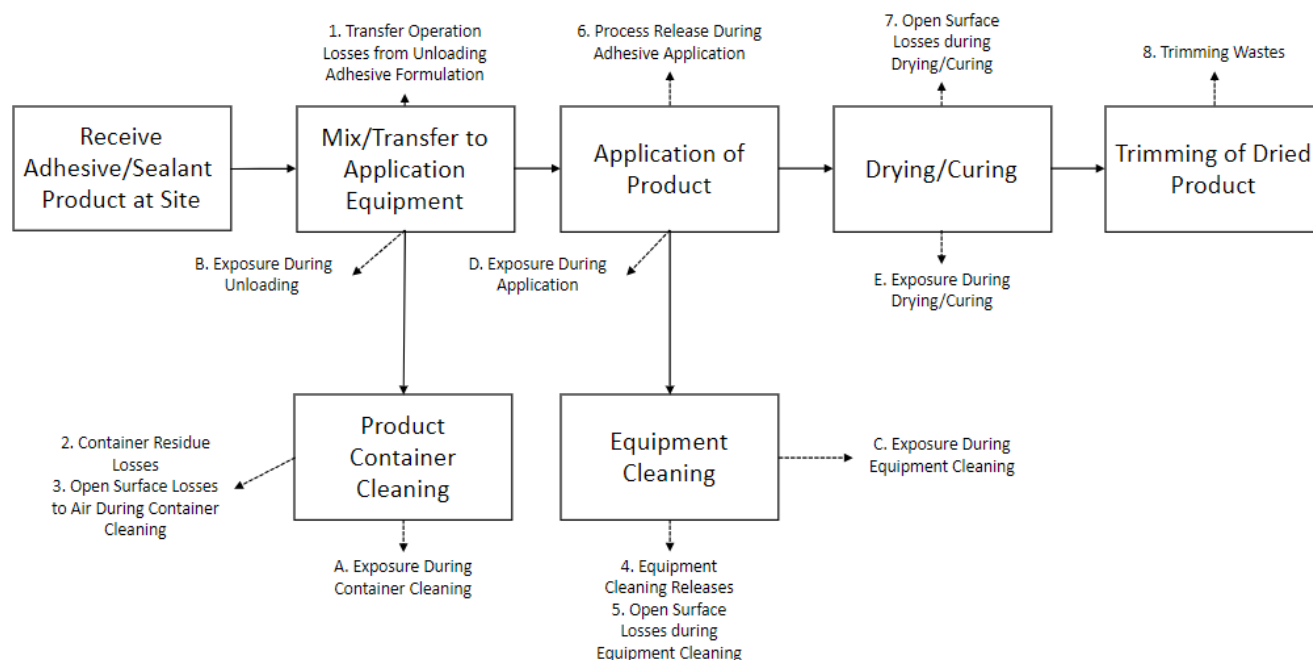 1. Transfer Operation
Losses from Unloading
Adhesive Formulation
6. Process Release During
Adhesive Application
7. Open Surface
Losses during
Drying/Curing
8. Trimming Wastes
Receive
Adhesive/Sealant
Product at Site
Mix/Transfer to
Application
Equipment
Application of
Product
Drying/Curing
Trimming of Dried
Product
B. Exposure During
Unloading
D. Exposure During
Application
E. Exposure During
Drying/Curing
2. Container Residue
Losses
3. Open Surface Losses
to Air During Container
Cleaning
Product
Container
Cleaning
Equipment
Cleaning
C. Exposure During
Equipment Cleaning
A. Exposure During
Container Cleaning
4. Equipment
Cleaning Releases
5. Open Surface
Losses during
Equipment Cleaning